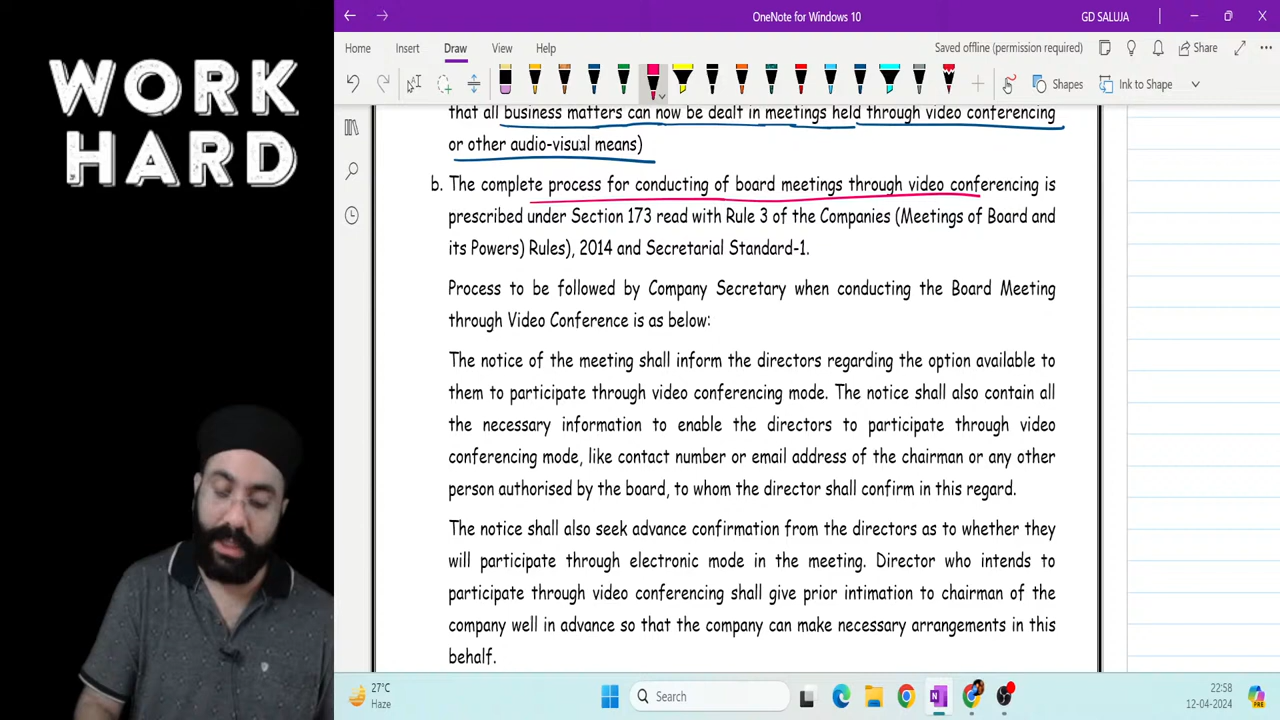 WORK
HARD
OneNote for Windows 10
GD SALUJA
Home
Insert
Draw
View
Help
Saved offline (permission required)
Share
Shapes
Ink to Shape
that all business matters can now be dealt in meetings held through video conferencing
or other audio-visual means)
b. The complete process for conducting of board meetings through video conferencing is
prescribed under Section 173 read with Rule 3 of the Companies (Meetings of Board and
its Powers) Rules), 2014 and Secretarial Standard-1.
Process to be followed by Company Secretary when conducting the Board Meeting
through Video Conference is as below:
The notice of the meeting shall inform the directors regarding the option available to
them to participate through video conferencing mode. The notice shall also contain all
the necessary information to enable the directors to participate through video
conferencing mode, like contact number or email address of the chairman or any other
person authorised by the board, to whom the director shall confirm in this regard.
The notice shall also seek advance confirmation from the directors as to whether they
will participate through electronic mode in the meeting. Director who intends to
participate through video conferencing shall give prior intimation to chairman of the
company well in advance so that the company can make necessary arrangements in this
behalf.
27°C
Haze
Search
22:58
12-04-2024
PRE